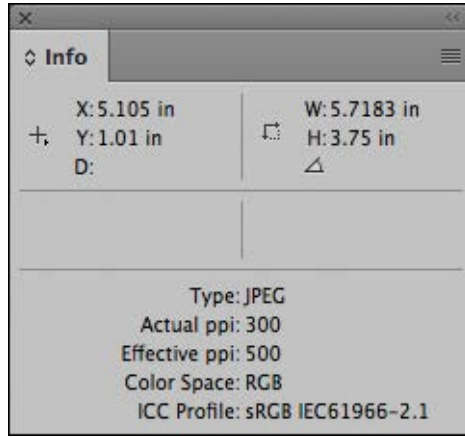 Info
X: 5.105 in
Y: 1.01 in
D:
W: 5.7183 in
H: 3.75 in
Type: JPEG
Actual ppi: 300
Effective ppi: 500
Color Space: RGB
ICC Profile: sRGB IEC61966-2.1